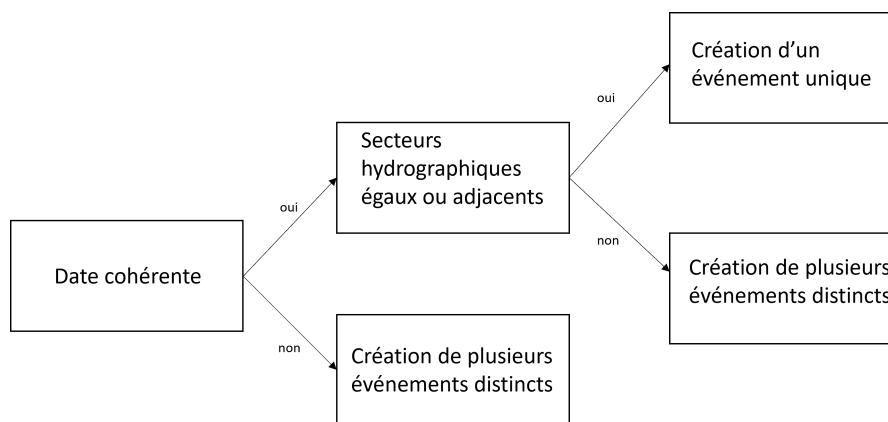 Date cohérente
oui
non
Secteurs
hydrographiques
égaux ou adjacents
Création de plusieurs
événements distincts
oui
non
Création d’un
événement unique
Création de plusieurs
événements distincts